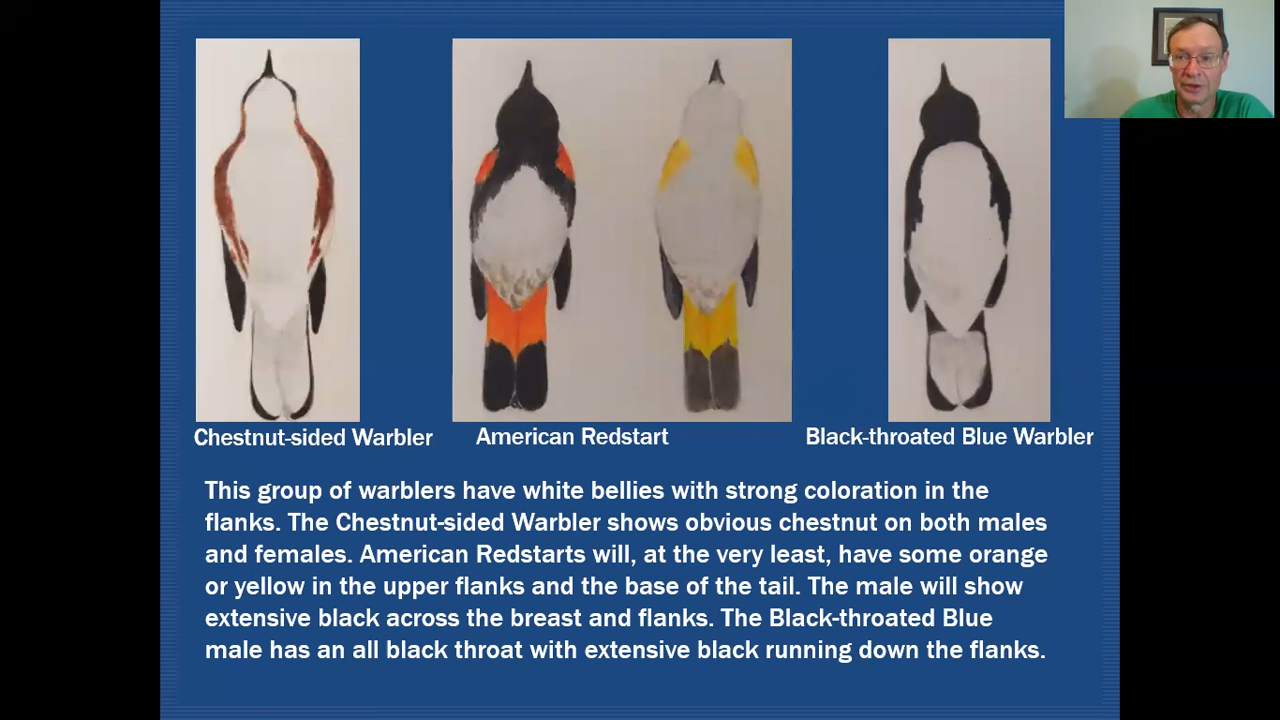 Chestnut-sided Warbler
American Redstart
Black-throated Blue Warbler
This group of warblers have white bellies with strong coloration in the
flanks. The Chestnut-sided Warbler shows obvious chestnut on both males
and females. American Redstarts will, at the very least, have some orange
or yellow in the upper flanks and the base of the tail. The male will show
extensive black across the breast and flanks. The Black-throated Blue
male has an all black throat with extensive black running down the flanks.